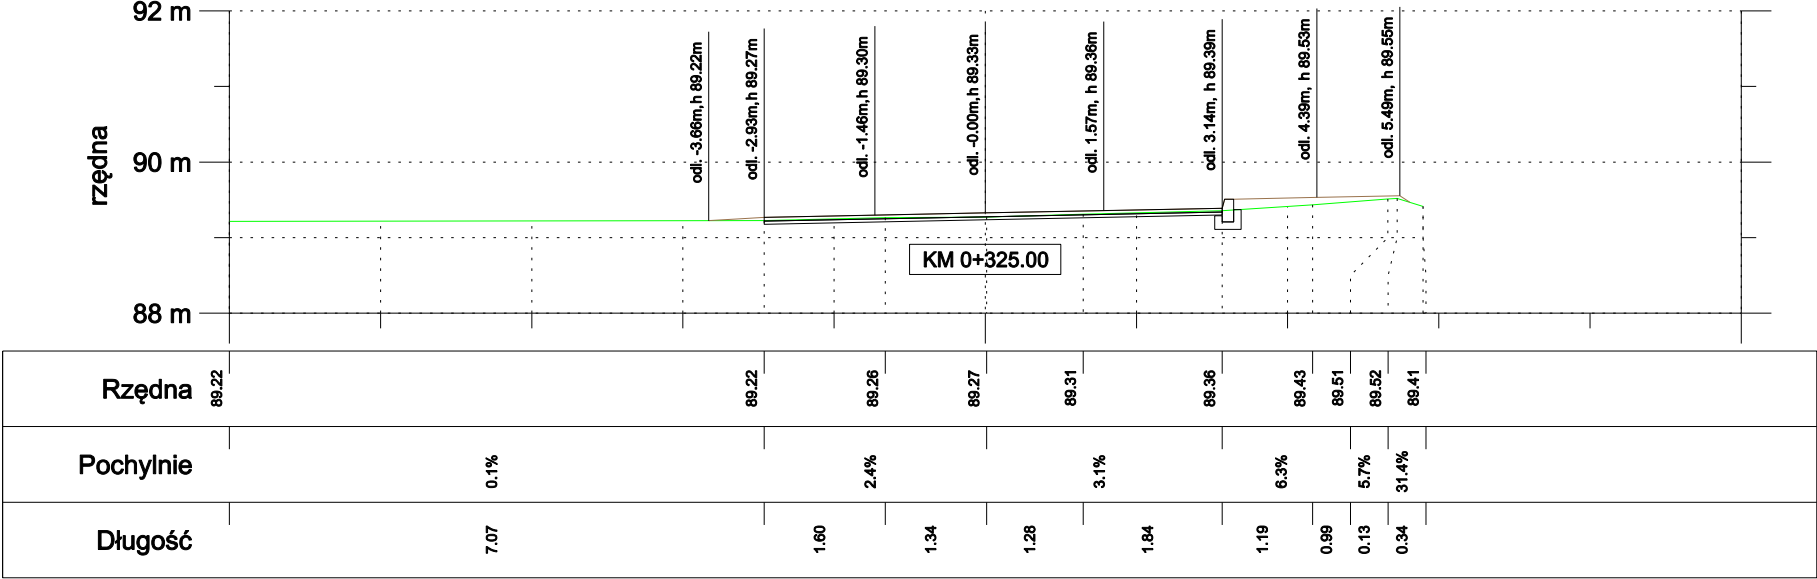 92 m
90 m
88 m
rzędna
odl. -3.66m,h 89.22m
odl. -2.93m,h 89.27m
odl. -1.46m,h 89.30m
odl. -0.00m,h 89.33m
odl. 1.57m, h 89.36m
odl. 3.14m, h 89.39m
odl. 4.39m, h 89.53m
odl. 5.49m, h 89.55m
KM 0+325.00
Rzędna 89.22 89.22 89.26 89.27 89.31 89.36 89.43 89.51 89.52 89.41
Pochylnie 0.1% 2.4% 3.1% 6.3% 5.7% 31.4%
Długość 7.07 1.60 1.34 1.28 1.84 1.19 0.99 0.13 0.34